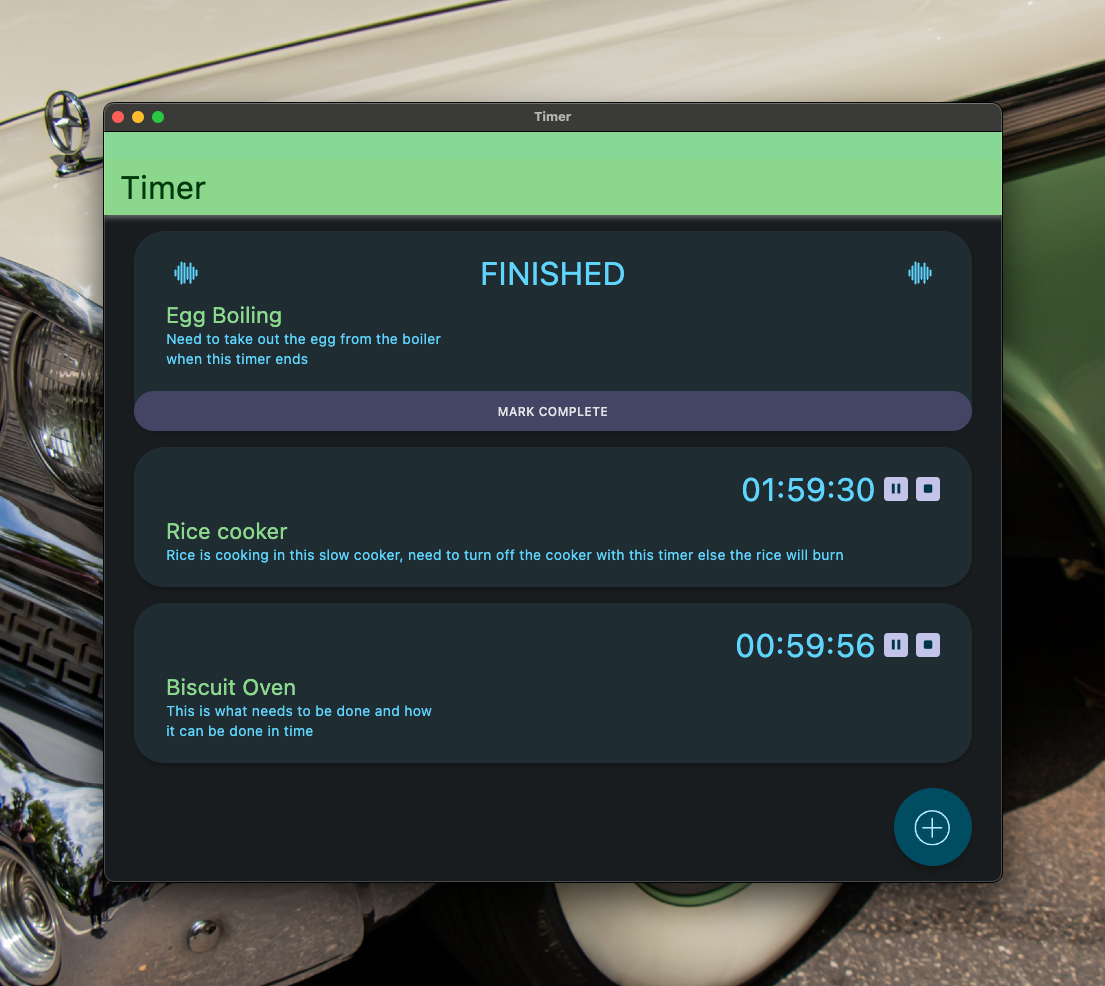 Timer
Timer
FINISHED
Egg Boiling
Need to take out the egg from the boiler
when this timer ends
MARK COMPLETE
01:59:30
Rice cooker
Rice is cooking in this slow cooker, need to turn off the cooker with this timer else the rice will burn
00:59:56
Biscuit Oven
This is what needs to be done and how
it can be done in time